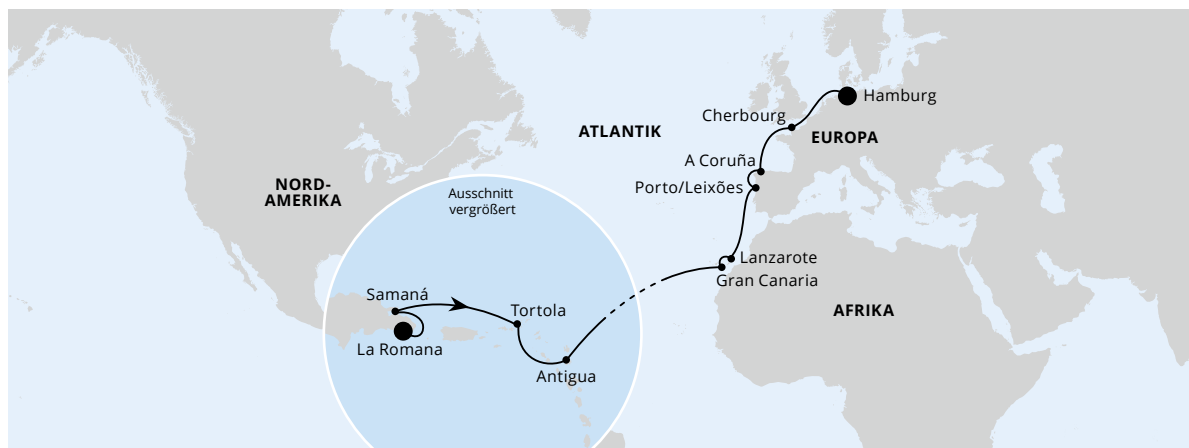 Hamburg
Cherbourg
ATLANTIK
EUROPA
A Coruña
NORD-
AMERIKA
Porto/Leixões
Ausschnitt
vergrößert
Lanzarote
Gran Canaria
Samaná
Tortola
AFRIKA
La Romana
Antigua